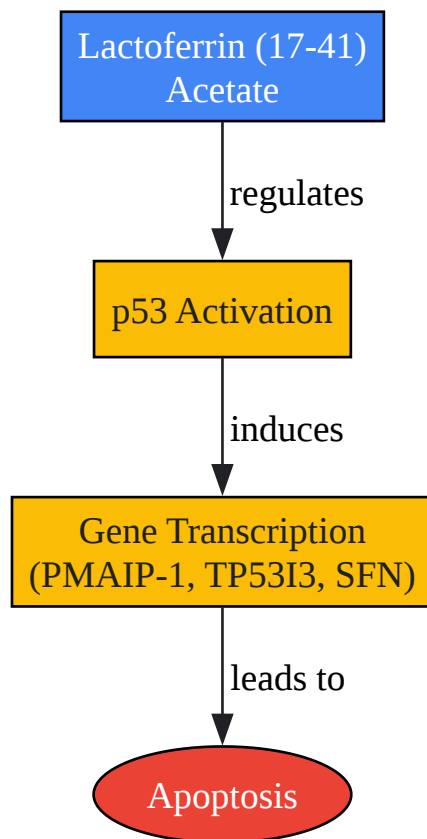 Lactoferrin (17-41)
Acetate
regulates
p53 Activation
induces
Gene Transcription
(PMAIP-1, TP53I3, SFN)
leads to
Apoptosis